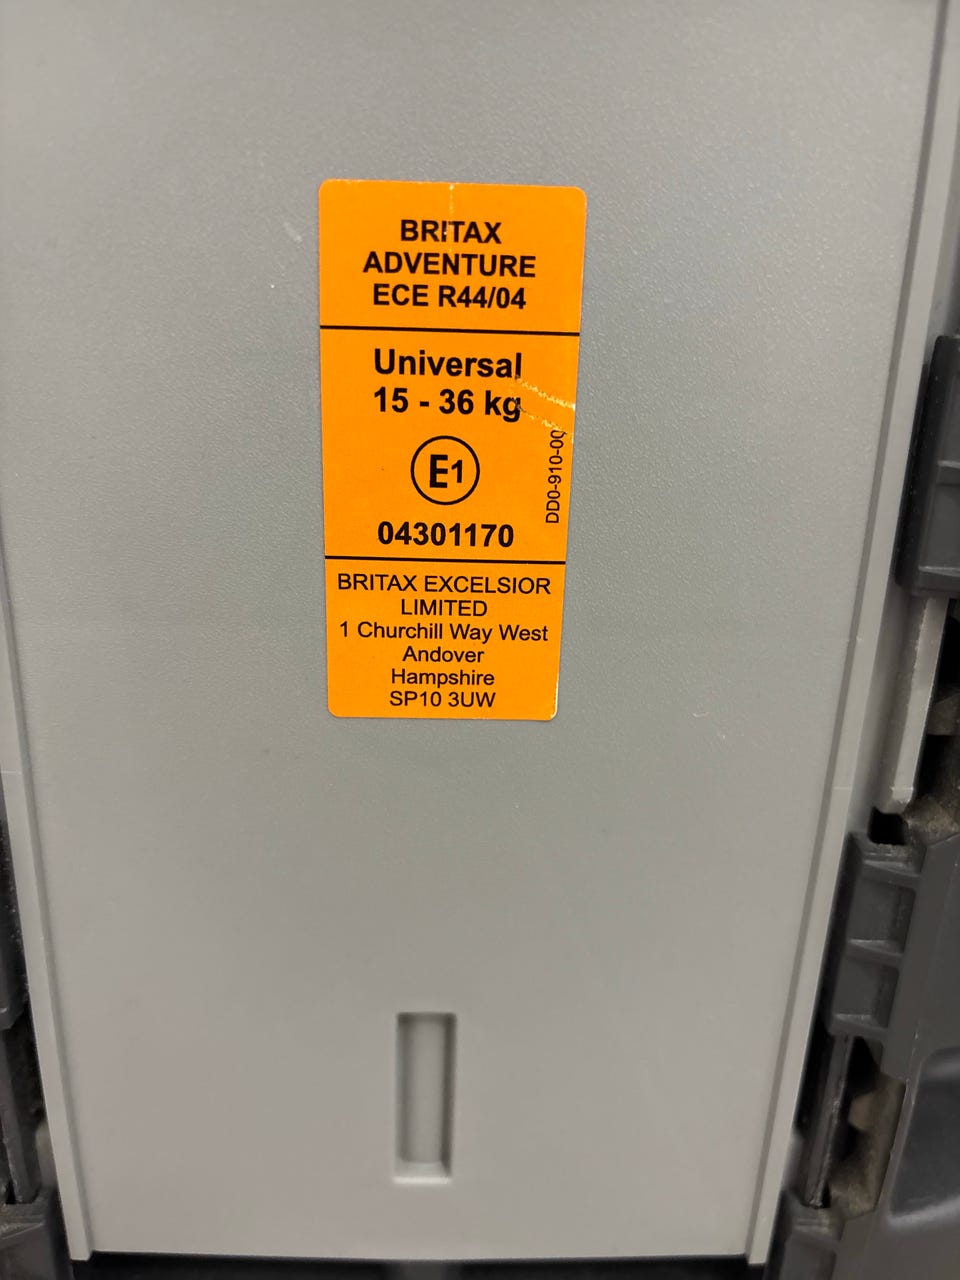 BRITAX
ADVENTURE
ECE R44/04
Universal
15 - 36 kg
E1
DD0-910-00
04301170
BRITAX EXCELSIOR
LIMITED
1 Churchill Way West
Andover
Hampshire
SP10 3UW